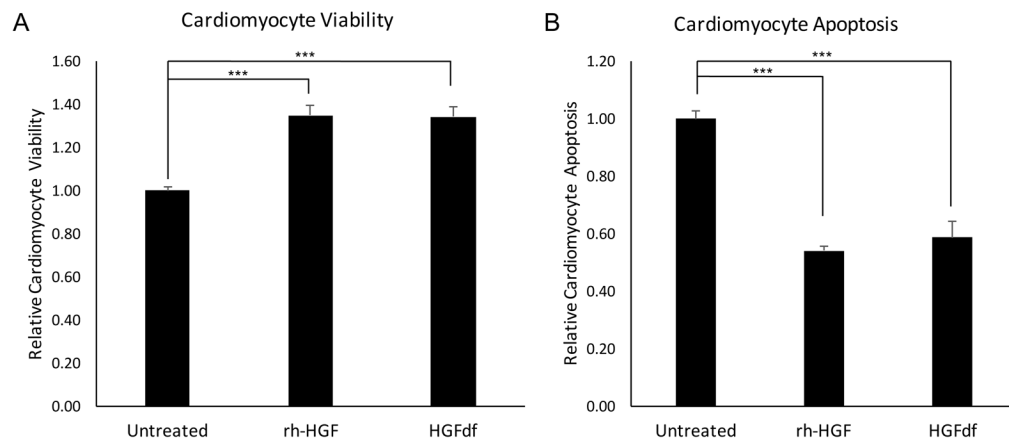 A
Cardiomyocyte Viability
Relative Cardiomyocyte Viability
1.60
1.40
1.20
1.00
0.80
0.60
0.40
0.20
0.00
***
***
Untreated rh-HGF HGFdf
B
Cardiomyocyte Apoptosis
Relative Cardiomyocyte Apoptosis
1.20
1.00
0.80
0.60
0.40
0.20
0.00
***
***
Untreated rh-HGF HGFdf